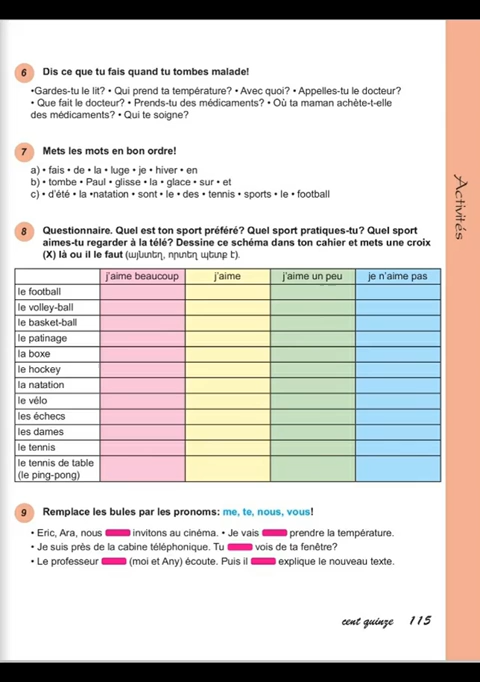 6 Dis ce que tu fais quand tu tombes malade!
•Gardes-tu le lit? • Qui prend ta température? • Avec quoi? • Appelles-tu le docteur?
• Que fait le docteur? • Prends-tu des médicaments? • Où ta maman achète-t-elle
des médicaments? • Qui te soigne?
7 Mets les mots en bon ordre!
a) • fais • de • la • luge • je • hiver • en
b) • tombe • Paul • glisse • la • glace • sur • et
c) • d'été • la •natation • sont • le • des • tennis • sports • le • football
8 Questionnaire. Quel est ton sport préféré? Quel sport pratiques-tu? Quel sport
aimes-tu regarder à la télé? Dessine ce schéma dans ton cahier et mets une croix
(X) là ou il le faut (այնտեղ, որտեղ պետք է).
j'aime beaucoup j'aime j'aime un peu je n'aime pas
le football
le volley-ball
le basket-ball
le patinage
la boxe
le hockey
la natation
le vélo
les échecs
les dames
le tennis
le tennis de table
(le ping-pong)
9 Remplace les bules par les pronoms: me, te, nous, vous!
• Eric, Ara, nous invitons au cinéma. • Je vais prendre la température.
• Je suis près de la cabine téléphonique. Tu vois de ta fenêtre?
• Le professeur (moi et Any) écoute. Puis il explique le nouveau texte.
cent quinze 115
Activités